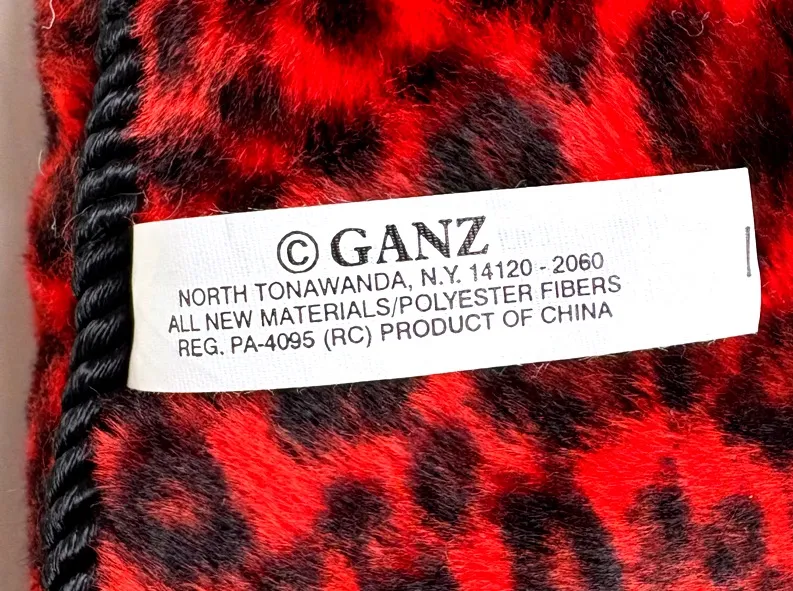 © GANZ
NORTH TONAWANDA, N.Y. 14120 - 2060
ALL NEW MATERIALS/POLYESTER FIBERS
REG. PA-4095 (RC) PRODUCT OF CHINA